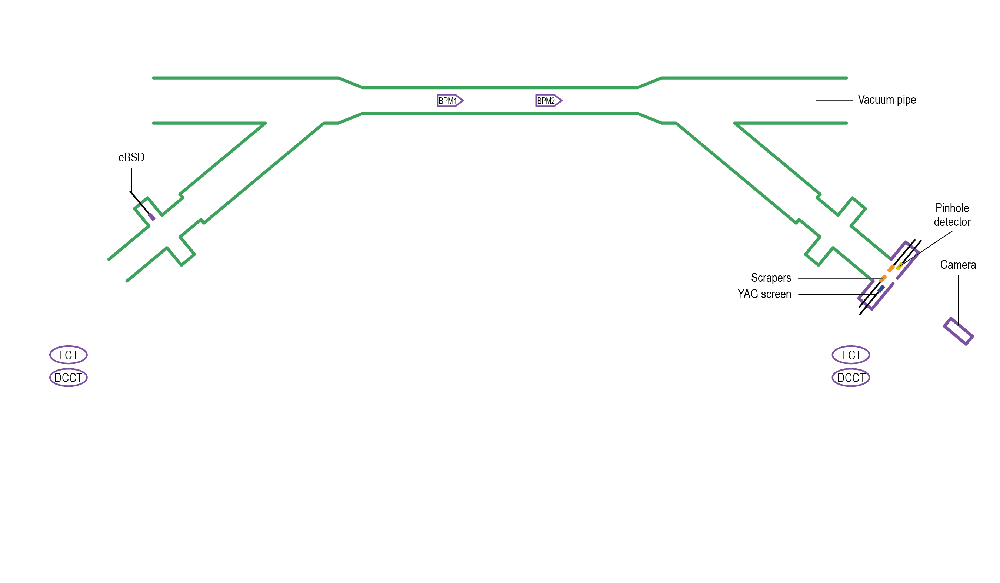 BPM1
BPM2
Vacuum pipe
eBSD
Pinhole
detector
Camera
Scrapers
YAG screen
FCT
FCT
DCCT
DCCT